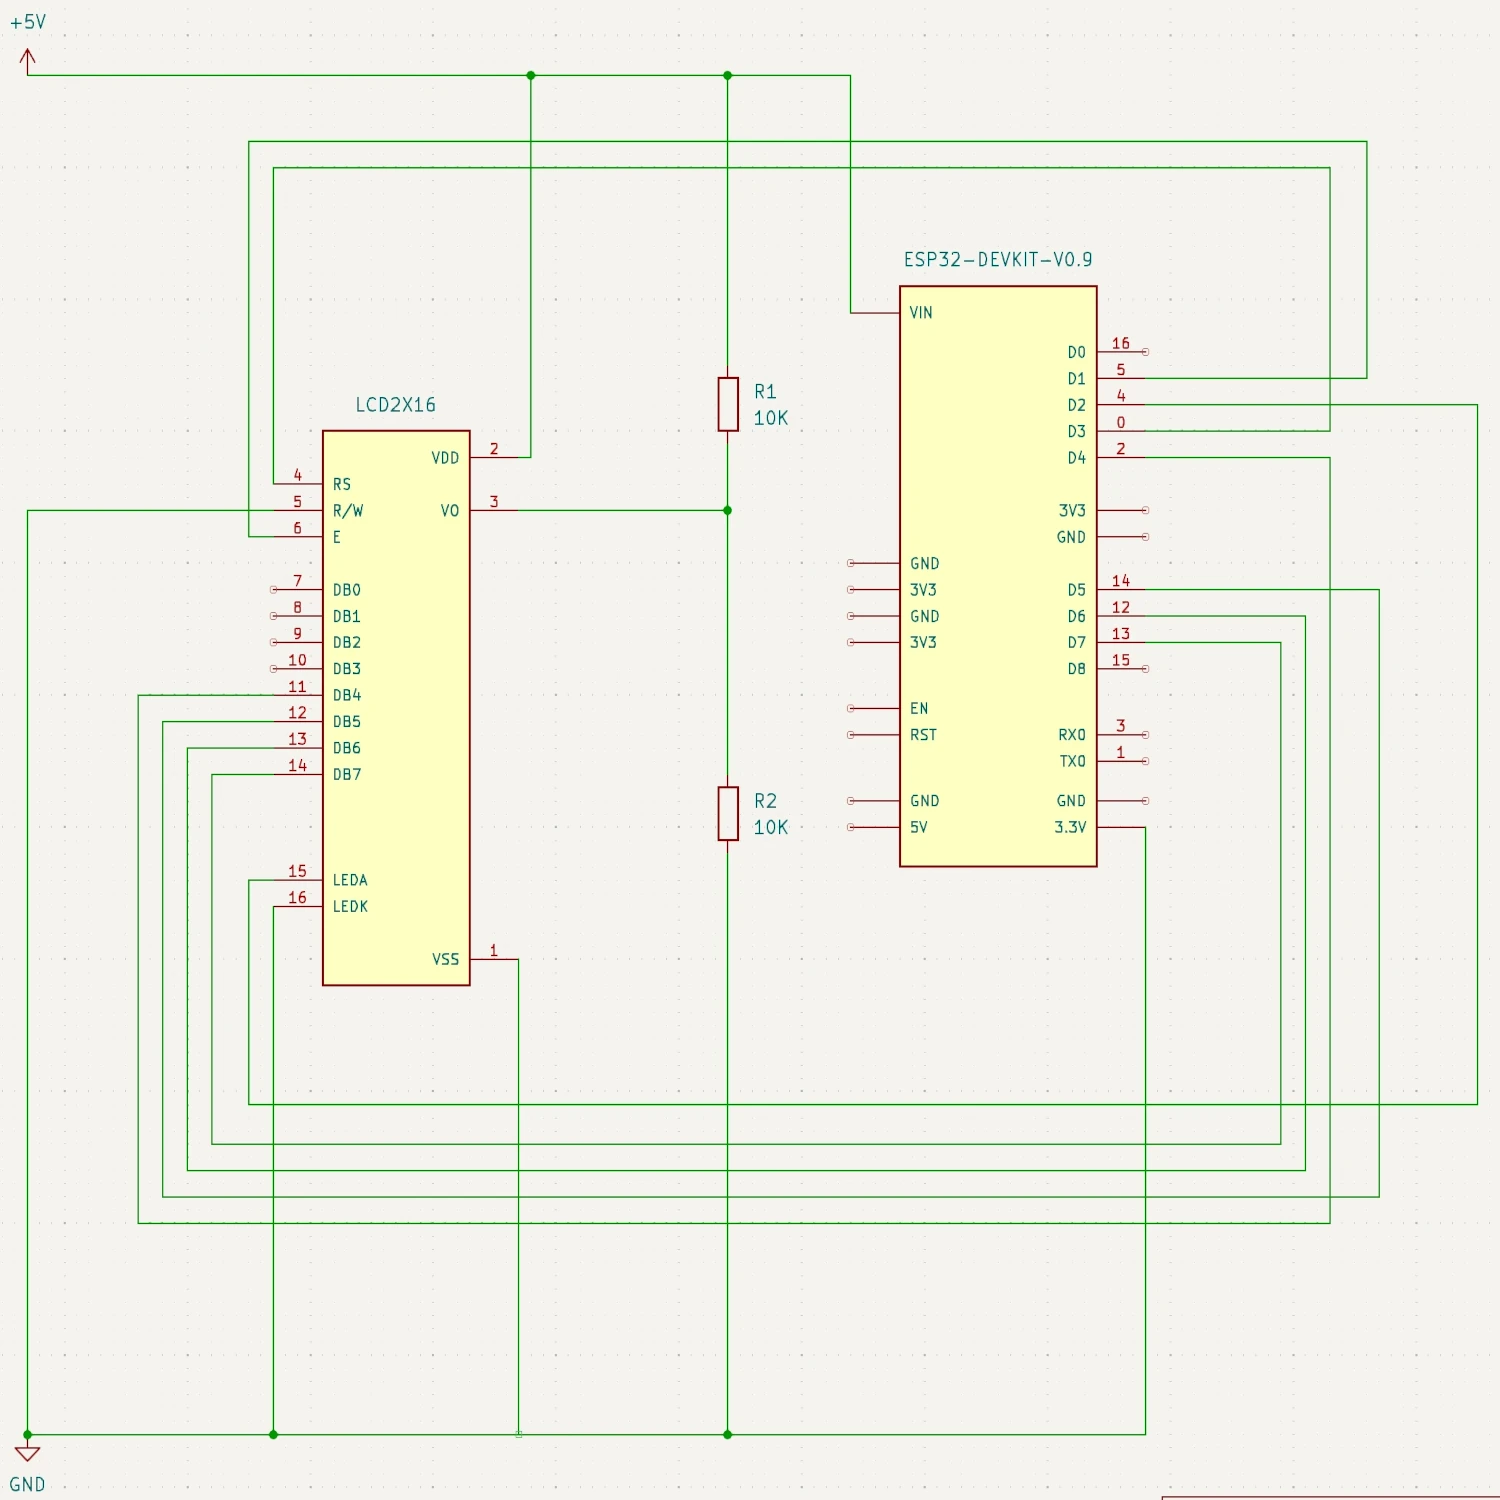 +5V
ESP32-DEVKIT-V0.9
VIN
D0 16
D1 5
D2 4
D3 0
D4 2
3V3
GND
D5 14
D6 12
D7 13
D8 15
RX0 3
TX0 1
GND
3.3V
GND
3V3
GND
3V3
EN
RST
GND
5V
R1
10K
R2
10K
LCD2X16
VDD 2
4 RS
5 R/W
VO 3
6 E
7 DB0
8 DB1
9 DB2
10 DB3
11 DB4
12 DB5
13 DB6
14 DB7
15 LEDA
16 LEDK
VSS 1
GND